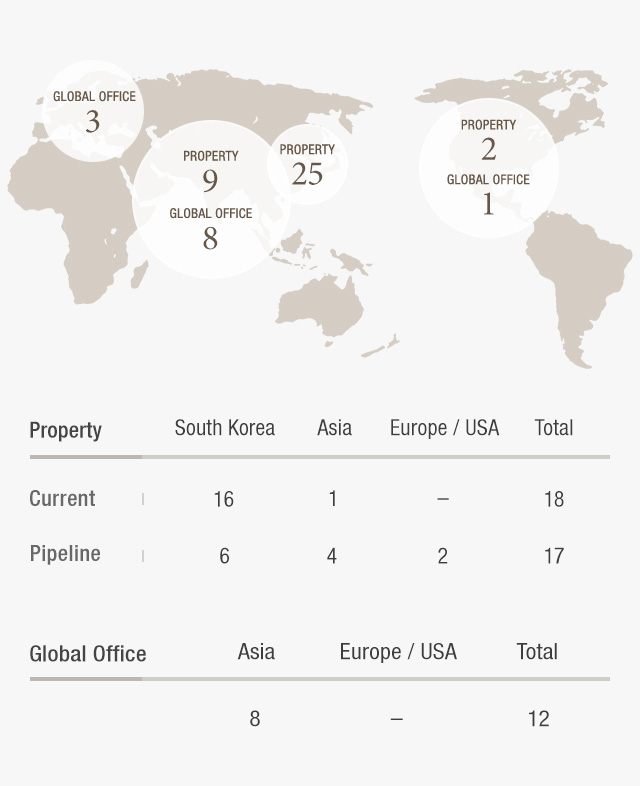 GLOBAL OFFICE
3
PROPERTY
9
GLOBAL OFFICE
8
PROPERTY
25
PROPERTY
2
GLOBAL OFFICE
1
Property South Korea Asia Europe / USA Total
Current 16 1 – 18
Pipeline 6 4 2 17
Global Office Asia Europe / USA Total
8 – 12